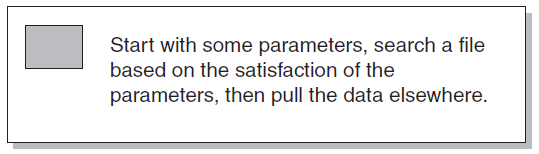 Start with some parameters, search a file
based on the satisfaction of the
parameters, then pull the data elsewhere.